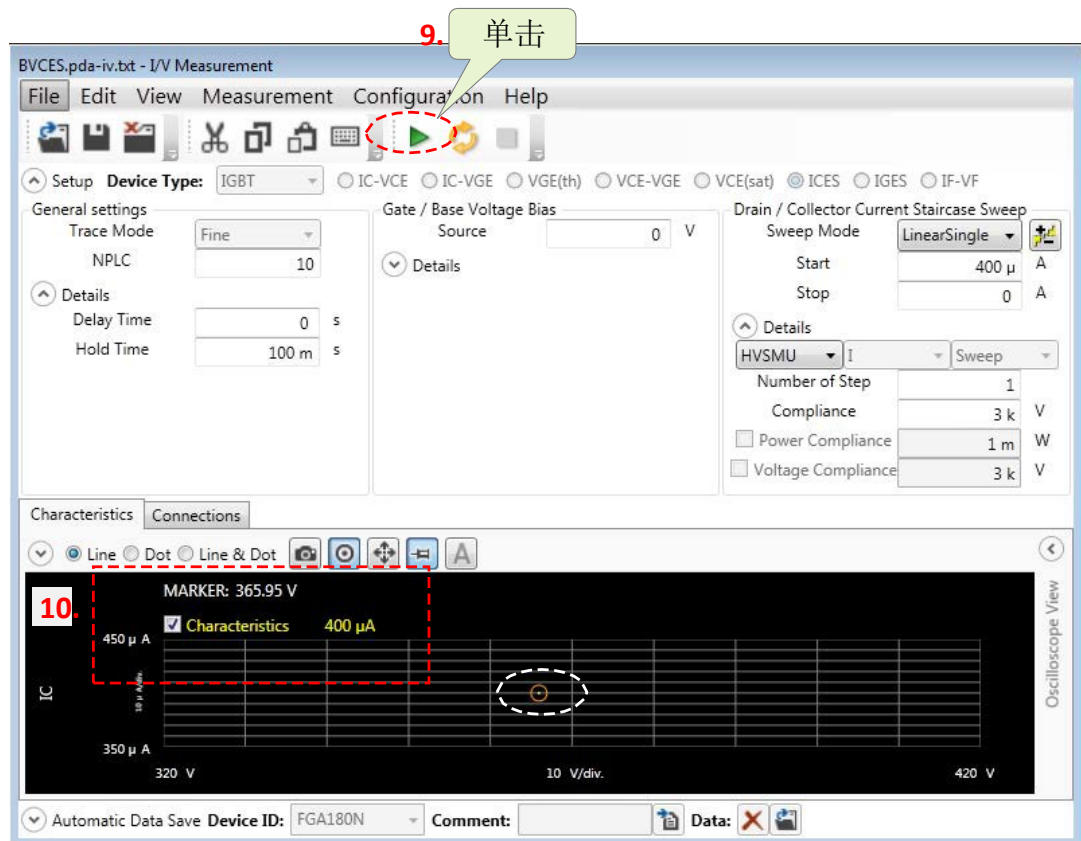 9. 单击
BVCES.pda-iv.txt - I/V Measurement
File Edit View Measurement Configuration Help
Setup Device Type: IGBT IC-VCE IC-VGE VGE(th) VCE-VGE VCE(sat) ICES IGES IF-VF
General settings Gate / Base Voltage Bias Drain / Collector Current Staircase Sweep
Trace Mode Fine Source 0 V Sweep Mode LinearSingle
NPLC 10 Details Start 400 μ A
Details Stop 0 A
Delay Time 0 s Details
Hold Time 100 m s HVSMU I Sweep
Number of Step 1
Compliance 3 k V
Power Compliance 1 m W
Voltage Compliance 3 k V
Characteristics Connections
Line Dot Line & Dot A
10. MARKER: 365.95 V
Characteristics 400 μA
450 μ A
IC 10 μ A/div.
350 μ A
320 V 10 V/div. 420 V
Oscilloscope View
Automatic Data Save Device ID: FGA180N Comment: Data: